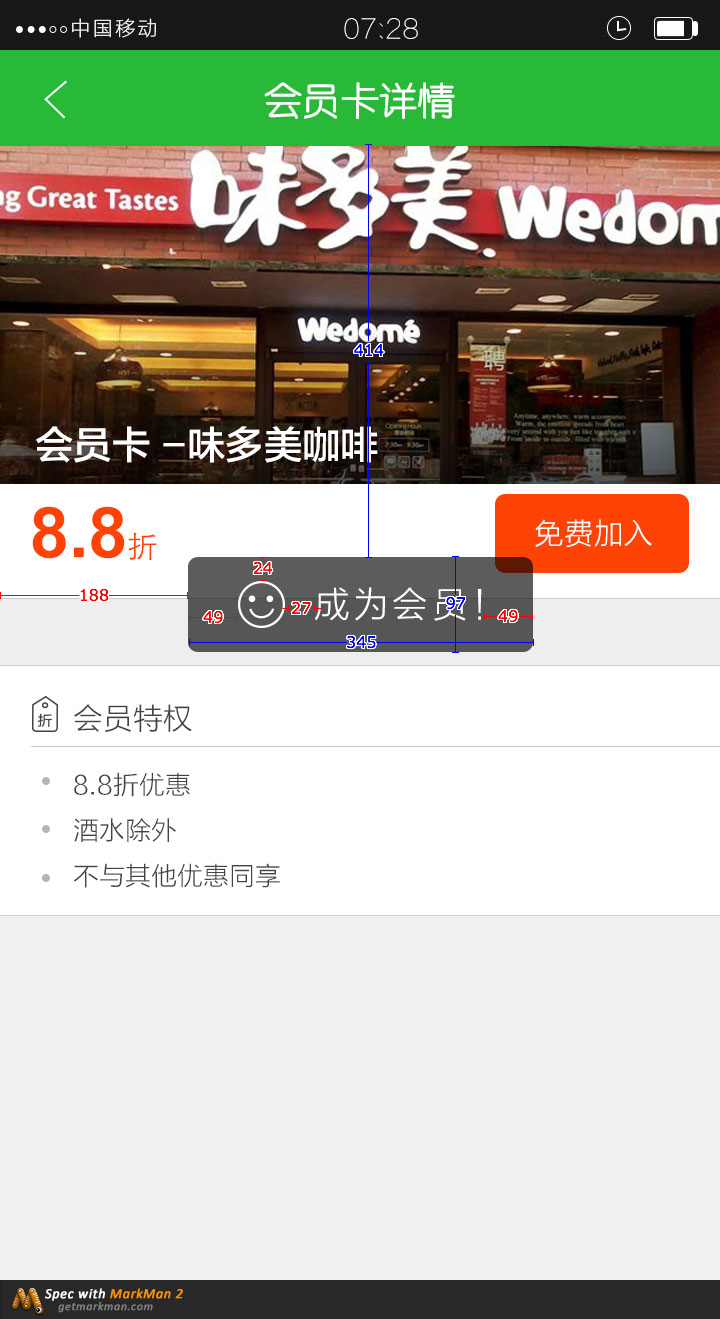 中国移动 07:28
会员卡详情
ng Great Tastes 味多美 Wedom
Wedomé
414
聘
会员卡 –味多美咖啡
8.8折
免费加入
24
188
49
27
成为会员！
97
49
345
折 会员特权
8.8折优惠
酒水除外
不与其他优惠同享
Spec with MarkMan 2
getmarkman.com